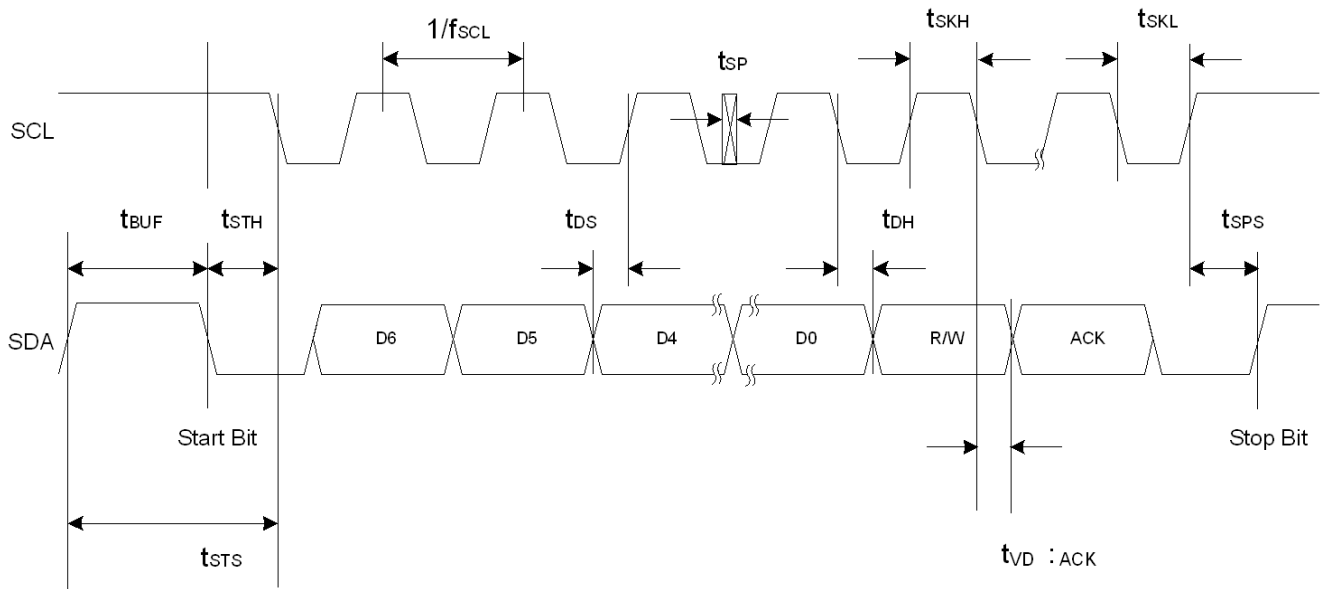 1/fSCL
tSP
tSKH
tSKL
SCL
tBUF
tSTH
tDS
tDH
tSPS
SDA
D6
D5
D4
D0
R/W
ACK
Start Bit
Stop Bit
tSTS
tVD :ACK